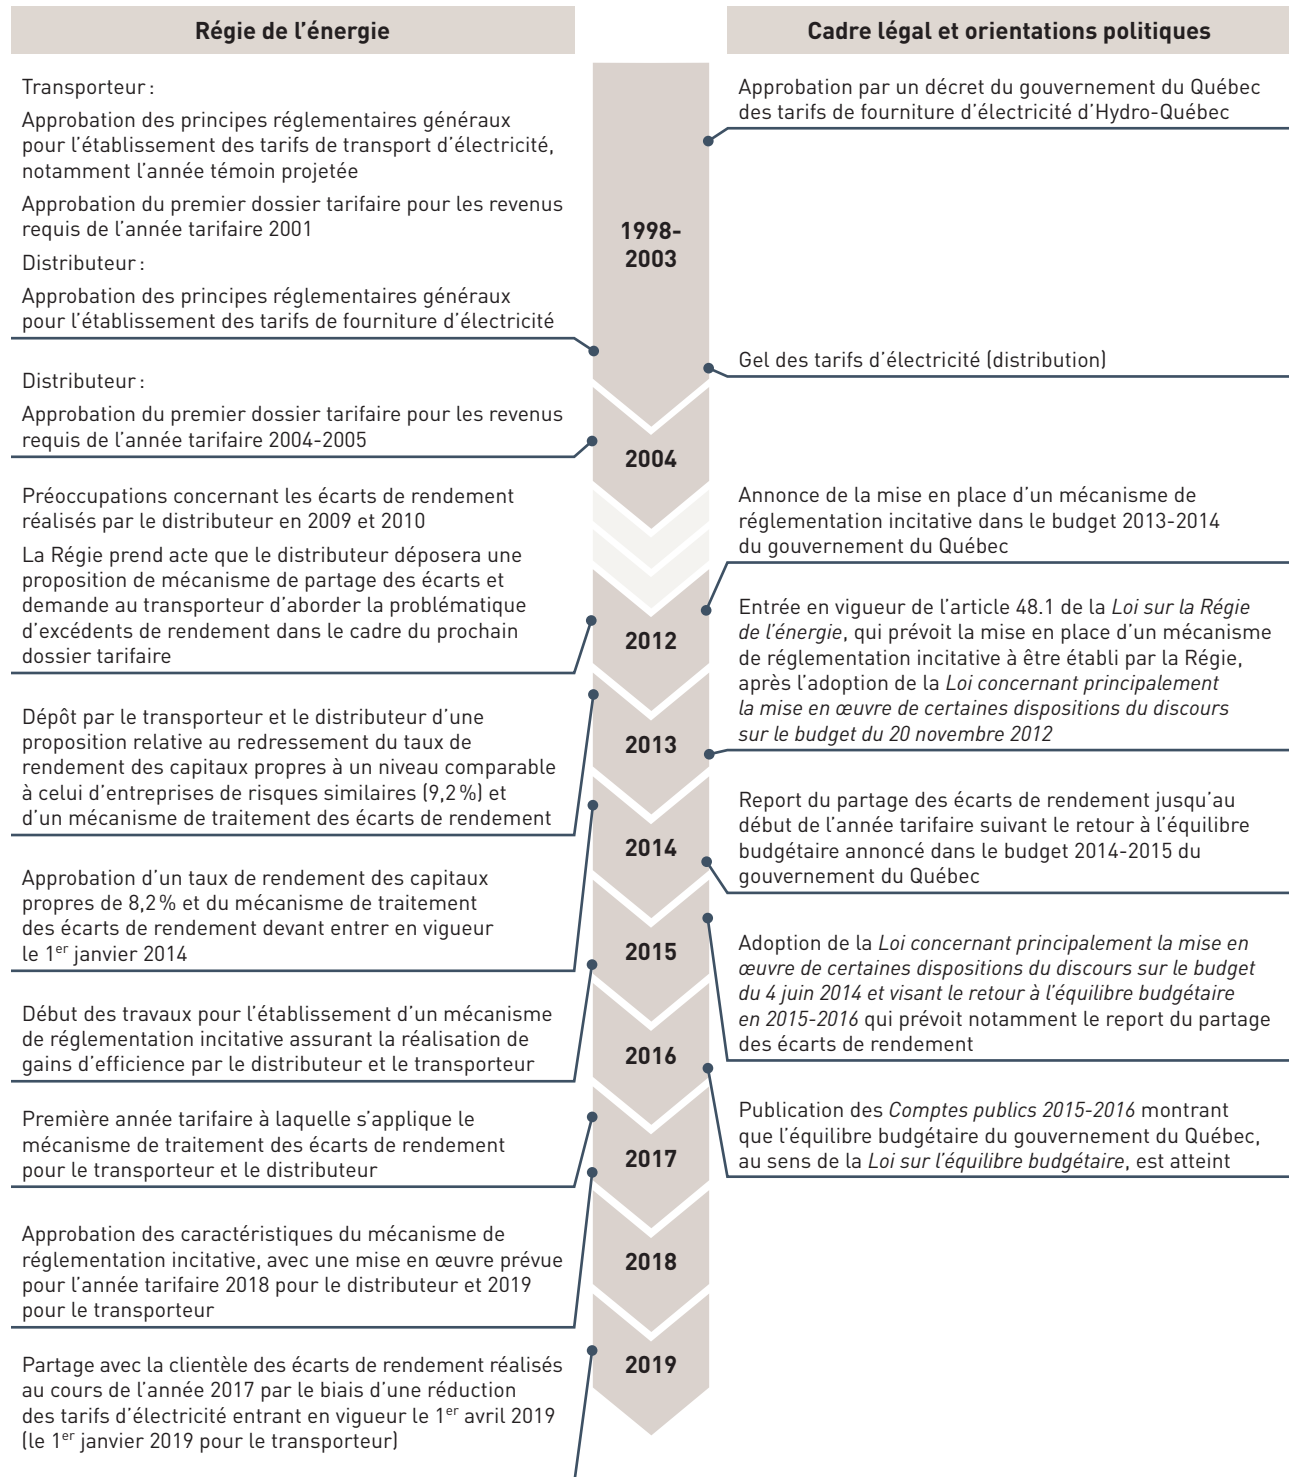 Régie de l'énergie
Transporteur :
Approbation des principes réglementaires généraux
pour l'établissement des tarifs de transport d'électricité,
notamment l'année témoin projetée
Approbation du premier dossier tarifaire pour les revenus
requis de l'année tarifaire 2001
Distributeur :
Approbation des principes réglementaires généraux
pour l'établissement des tarifs de fourniture d'électricité
Distributeur :
Approbation du premier dossier tarifaire pour les revenus
requis de l'année tarifaire 2004-2005
Préoccupations concernant les écarts de rendement
réalisés par le distributeur en 2009 et 2010
La Régie prend acte que le distributeur déposera une
proposition de mécanisme de partage des écarts et
demande au transporteur d'aborder la problématique
d'excédents de rendement dans le cadre du prochain
dossier tarifaire
Dépôt par le transporteur et le distributeur d'une
proposition relative au redressement du taux de
rendement des capitaux propres à un niveau comparable
à celui d'entreprises de risques similaires (9,2 %) et
d'un mécanisme de traitement des écarts de rendement
Approbation d'un taux de rendement des capitaux
propres de 8,2 % et du mécanisme de traitement
des écarts de rendement devant entrer en vigueur
le 1er janvier 2014
Début des travaux pour l'établissement d'un mécanisme
de réglementation incitative assurant la réalisation de
gains d'efficience par le distributeur et le transporteur
Première année tarifaire à laquelle s'applique le
mécanisme de traitement des écarts de rendement
pour le transporteur et le distributeur
Approbation des caractéristiques du mécanisme de
réglementation incitative, avec une mise en œuvre prévue
pour l'année tarifaire 2018 pour le distributeur et 2019
pour le transporteur
Partage avec la clientèle des écarts de rendement réalisés
au cours de l'année 2017 par le biais d'une réduction
des tarifs d'électricité entrant en vigueur le 1er avril 2019
(le 1er janvier 2019 pour le transporteur)
1998-
2003
2004
2012
2013
2014
2015
2016
2017
2018
2019
Cadre légal et orientations politiques
Approbation par un décret du gouvernement du Québec
des tarifs de fourniture d'électricité d'Hydro-Québec
Gel des tarifs d'électricité (distribution)
Annonce de la mise en place d'un mécanisme de
réglementation incitative dans le budget 2013-2014
du gouvernement du Québec
Entrée en vigueur de l'article 48.1 de la Loi sur la Régie
de l'énergie, qui prévoit la mise en place d'un mécanisme
de réglementation incitative à être établi par la Régie,
après l'adoption de la Loi concernant principalement
la mise en œuvre de certaines dispositions du discours
sur le budget du 20 novembre 2012
Report du partage des écarts de rendement jusqu'au
début de l'année tarifaire suivant le retour à l'équilibre
budgétaire annoncé dans le budget 2014-2015 du
gouvernement du Québec
Adoption de la Loi concernant principalement la mise en
œuvre de certaines dispositions du discours sur le budget
du 4 juin 2014 et visant le retour à l'équilibre budgétaire
en 2015-2016 qui prévoit notamment le report du partage
des écarts de rendement
Publication des Comptes publics 2015-2016 montrant
que l'équilibre budgétaire du gouvernement du Québec,
au sens de la Loi sur l'équilibre budgétaire, est atteint